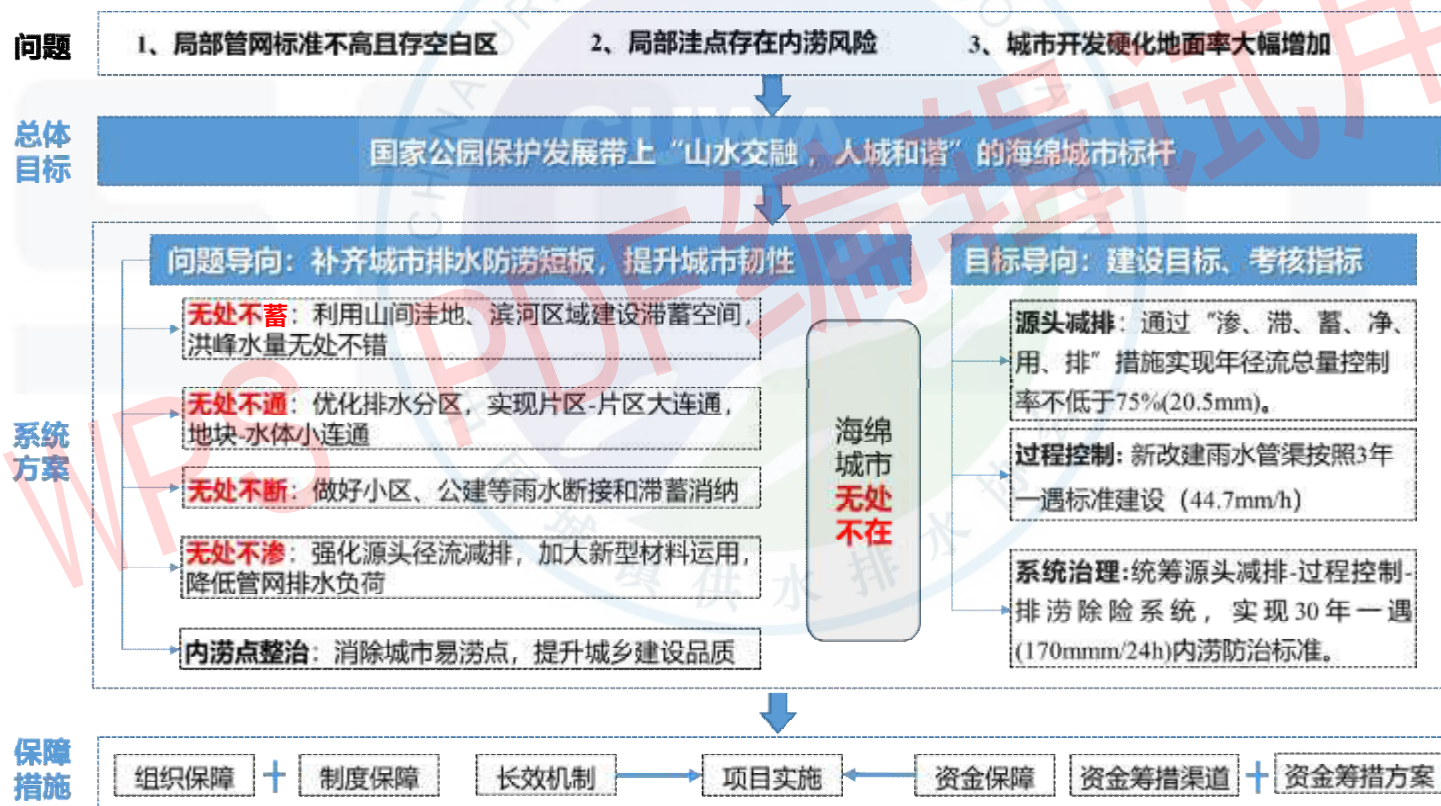 问题
1、局部管网标准不高且存空白区
2、局部洼点存在内涝风险
3、城市开发硬化地面率大幅增加
总体
目标
国家公园保护发展带上“山水交融，人城和谐”的海绵城市标杆
系统
方案
问题导向：补齐城市排水防涝短板，提升城市韧性
无处不蓄：利用山间洼地、滨河区域建设滞蓄空间，
洪峰水量无处不错
无处不通：优化排水分区，实现片区-片区大连通，
地块-水体小连通
无处不断：做好小区、公建等雨水断接和滞蓄消纳
无处不渗：强化源头径流减排，加大新型材料运用，
降低管网排水负荷
内涝点整治：消除城市易涝点，提升城乡建设品质
海绵
城市
无处
不在
目标导向：建设目标、考核指标
源头减排：通过“渗、滞、蓄、净、
用、排”措施实现年径流总量控制
率不低于75%(20.5mm)。
过程控制: 新改建雨水管渠按照3年
一遇标准建设（44.7mm/h）
系统治理:统筹源头减排-过程控制-
排涝除险系统，实现30年一遇
(170mmm/24h)内涝防治标准。
保障
措施
组织保障
+
制度保障
长效机制
项目实施
资金保障
资金筹措渠道
+
资金筹措方案
WPS PDF编辑试用
CUWA
城镇供水排水协